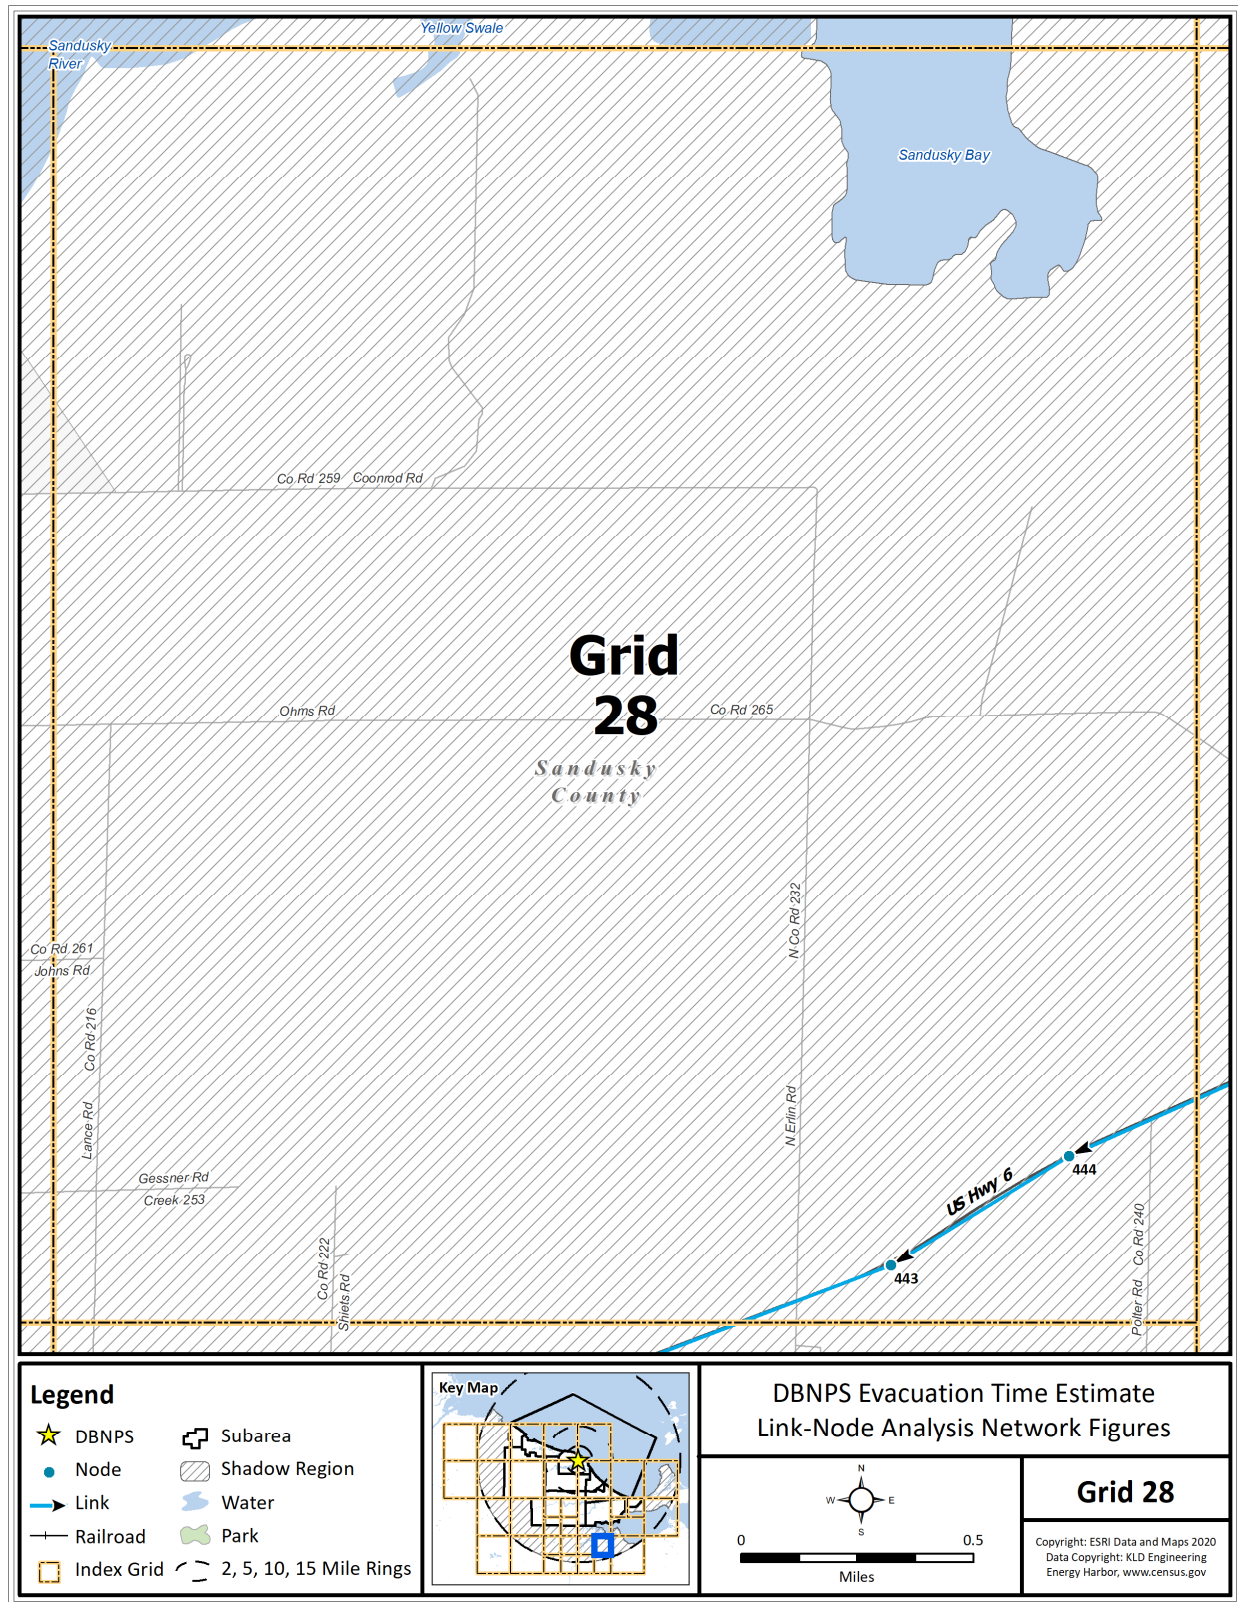 Yellow Swale
Sandusky
River
Sandusky Bay
Co Rd 259 Coonrod Rd
Grid
28
Ohms Rd
Co Rd 265
Sandusky
County
N Co Rd 232
Co Rd 261
Johns Rd
Co Rd 216
Lance Rd
N Erlin Rd
US Hwy 6
444
443
Gessner Rd
Creek 253
Co Rd 222
Shiets Rd
Co Rd 240
Polter Rd
Legend
DBNPS
Subarea
Node
Shadow Region
Link
Water
Railroad
Park
Index Grid
2, 5, 10, 15 Mile Rings
Key Map
DBNPS Evacuation Time Estimate
Link-Node Analysis Network Figures
N
W
E
S
0
0.5
Miles
Grid 28
Copyright: ESRI Data and Maps 2020
Data Copyright: KLD Engineering
Energy Harbor, www.census.gov